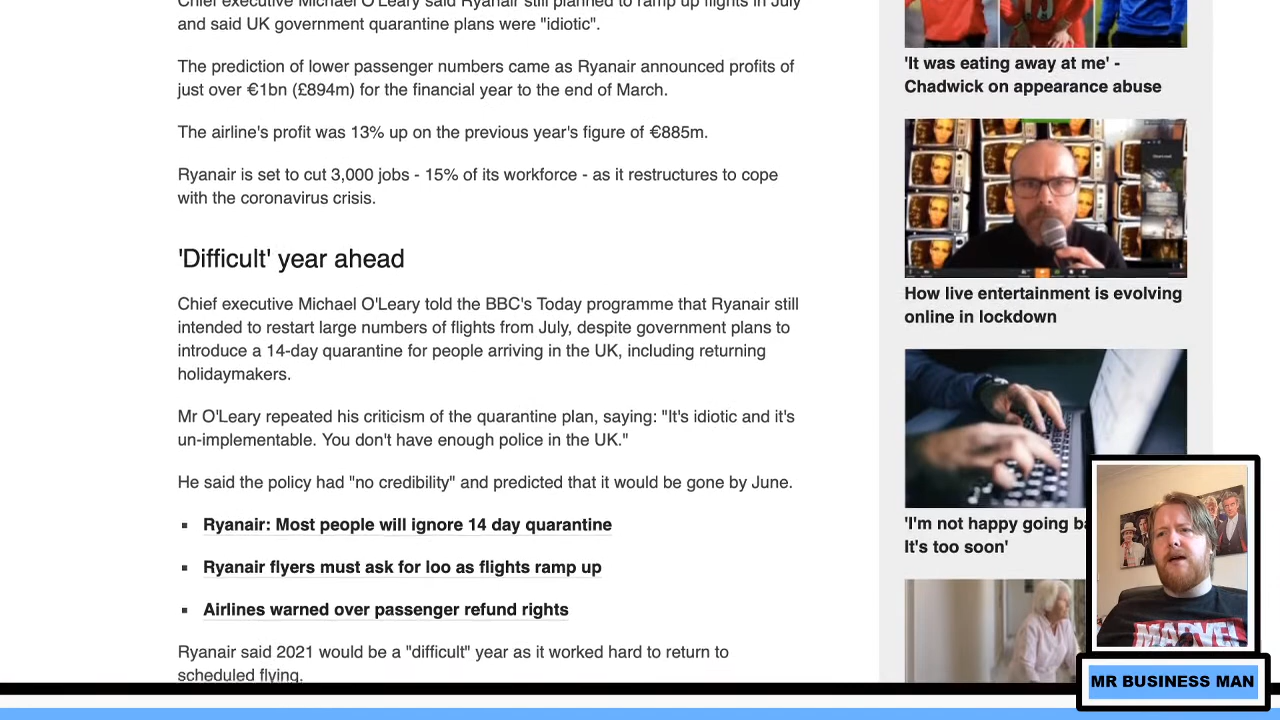 Chief executive Michael O'Leary said Ryanair still planned to ramp up flights in July
and said UK government quarantine plans were "idiotic".
The prediction of lower passenger numbers came as Ryanair announced profits of
just over €1bn (£894m) for the financial year to the end of March.
The airline's profit was 13% up on the previous year's figure of €885m.
Ryanair is set to cut 3,000 jobs - 15% of its workforce - as it restructures to cope
with the coronavirus crisis.
'Difficult' year ahead
Chief executive Michael O'Leary told the BBC's Today programme that Ryanair still
intended to restart large numbers of flights from July, despite government plans to
introduce a 14-day quarantine for people arriving in the UK, including returning
holidaymakers.
Mr O'Leary repeated his criticism of the quarantine plan, saying: "It's idiotic and it's
un-implementable. You don't have enough police in the UK."
He said the policy had "no credibility" and predicted that it would be gone by June.
▪ Ryanair: Most people will ignore 14 day quarantine
▪ Ryanair flyers must ask for loo as flights ramp up
▪ Airlines warned over passenger refund rights
Ryanair said 2021 would be a "difficult" year as it worked hard to return to
scheduled flying.
'It was eating away at me' -
Chadwick on appearance abuse
How live entertainment is evolving
online in lockdown
'I'm not happy going
It's too soon'
MARVEL
MR BUSINESS MAN